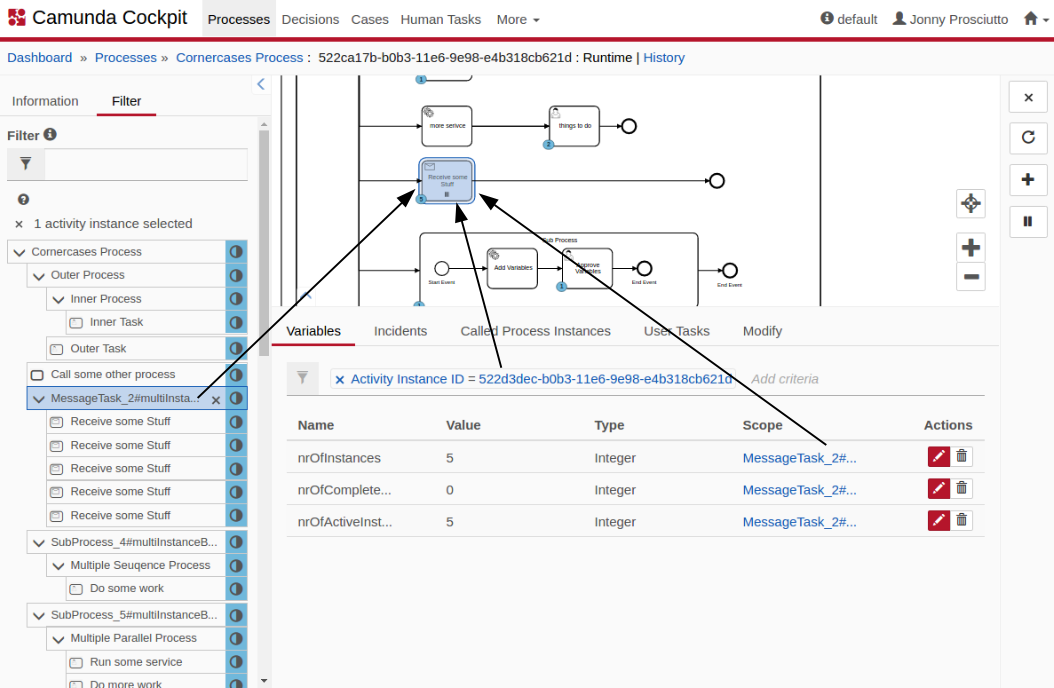 Camunda Cockpit Processes Decisions Cases Human Tasks More default Jonny Prosciutto
Dashboard » Processes » Cornercases Process : 522ca17b-b0b3-11e6-9e98-e4b318cb621d : Runtime | History
Information Filter
Filter
1 activity instance selected
Cornercases Process
Outer Process
Inner Process
Inner Task
Outer Task
Call some other process
MessageTask_2#multiInsta...
Receive some Stuff
Receive some Stuff
Receive some Stuff
Receive some Stuff
Receive some Stuff
SubProcess_4#multiInstanceB...
Multiple Seuqence Process
Do some work
SubProcess_5#multiInstanceB...
Multiple Parallel Process
Run some service
Do more work
1
more serivce
things to do
2
Receive some
Stuff
5
Sub Process
Start Event
Add Variables
Approve
Variables
1
End Event
End Event
1
Variables Incidents Called Process Instances User Tasks Modify
Activity Instance ID = 522d3dec-b0b3-11e6-9e98-e4b318cb621d Add criteria
Name Value Type Scope Actions
nrOfInstances 5 Integer MessageTask_2#...
nrOfComplete... 0 Integer MessageTask_2#...
nrOfActiveInst... 5 Integer MessageTask_2#...